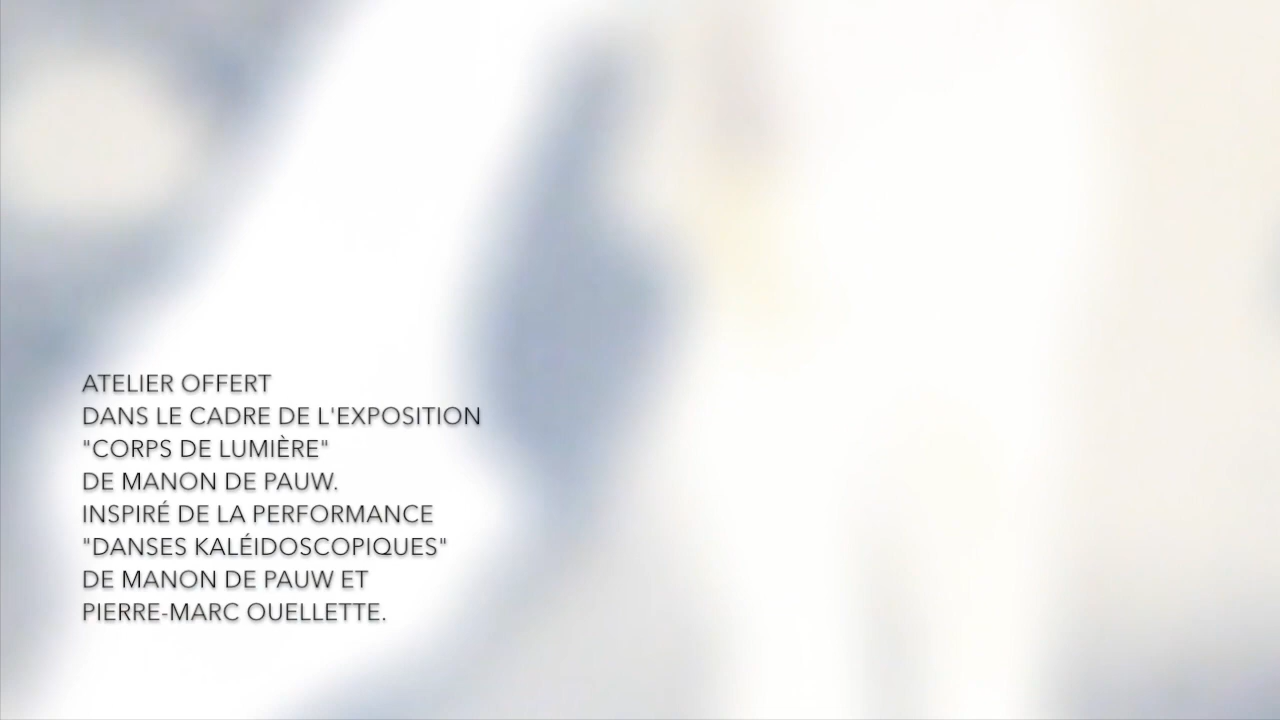 ATELIER OFFERT
DANS LE CADRE DE L'EXPOSITION
"CORPS DE LUMIÈRE"
DE MANON DE PAUW.
INSPIRÉ DE LA PERFORMANCE
"DANSES KALÉIDOSCOPIQUES"
DE MANON DE PAUW ET
PIERRE-MARC OUELLETTE.